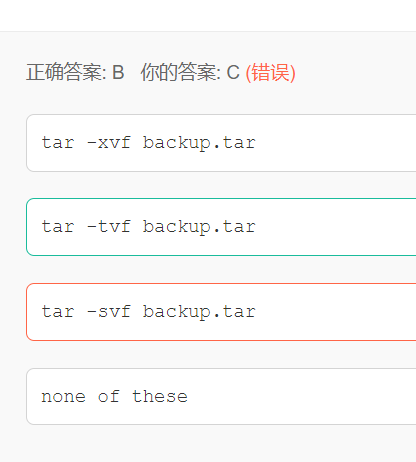 正确答案: B 你的答案: C (错误)
tar -xvf backup.tar
tar -tvf backup.tar
tar -svf backup.tar
none of these